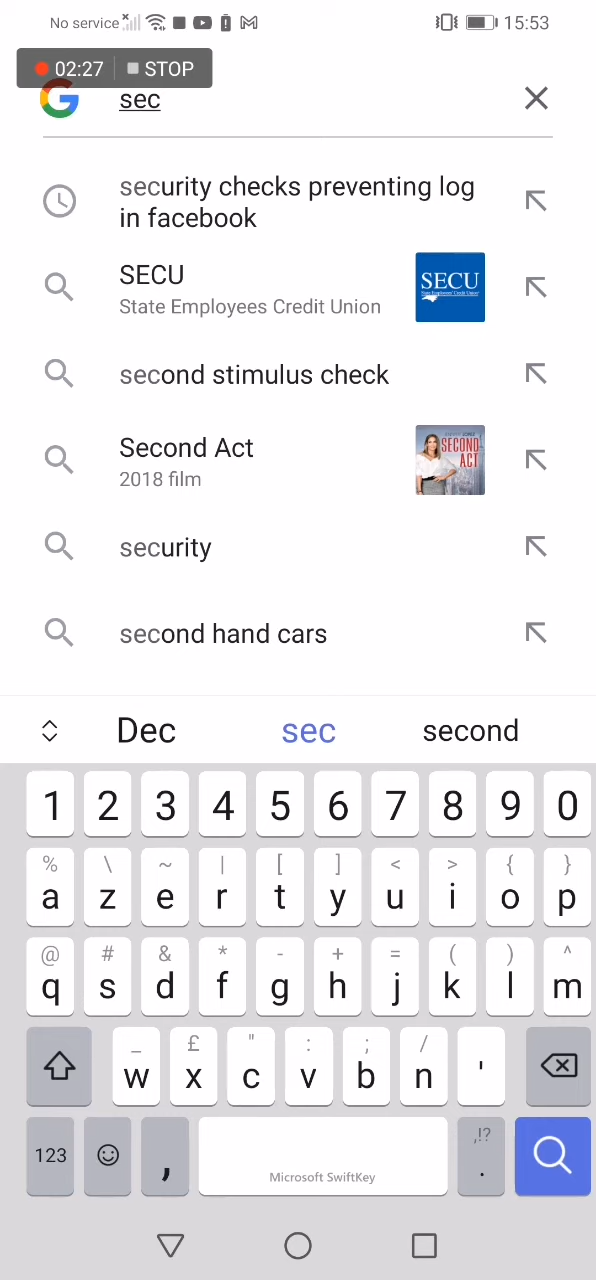 No service 15:53
02:27 STOP
sec
security checks preventing log
in facebook
SECU
State Employees Credit Union
SECU
second stimulus check
Second Act
2018 film
SECOND
ACT
security
second hand cars
Dec sec second
1 2 3 4 5 6 7 8 9 0
% \ ~ | [ ] < > { }
a z e r t y u i o p
@ # & * - + = ( ) ^
q s d f g h j k l m
_ £ " : ; /
w x c v b n '
,!?
123 , Microsoft SwiftKey .